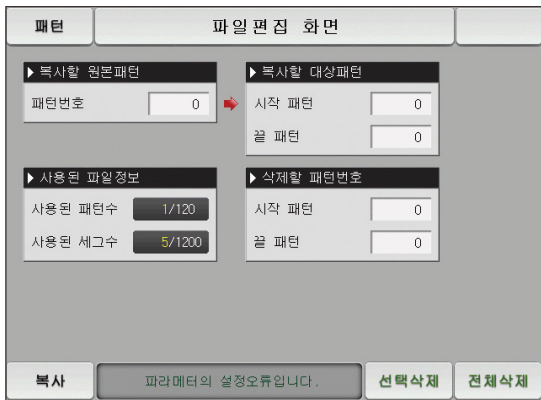 패턴
파일편집 화면
▶ 복사할 원본패턴
패턴번호 0
▶ 복사할 대상패턴
시작 패턴 0
끝 패턴 0
▶ 사용된 파일정보
사용된 패턴수 1/120
사용된 세그수 5/1200
▶ 삭제할 패턴번호
시작 패턴 0
끝 패턴 0
복사
파라메터의 설정오류입니다.
선택삭제
전체삭제